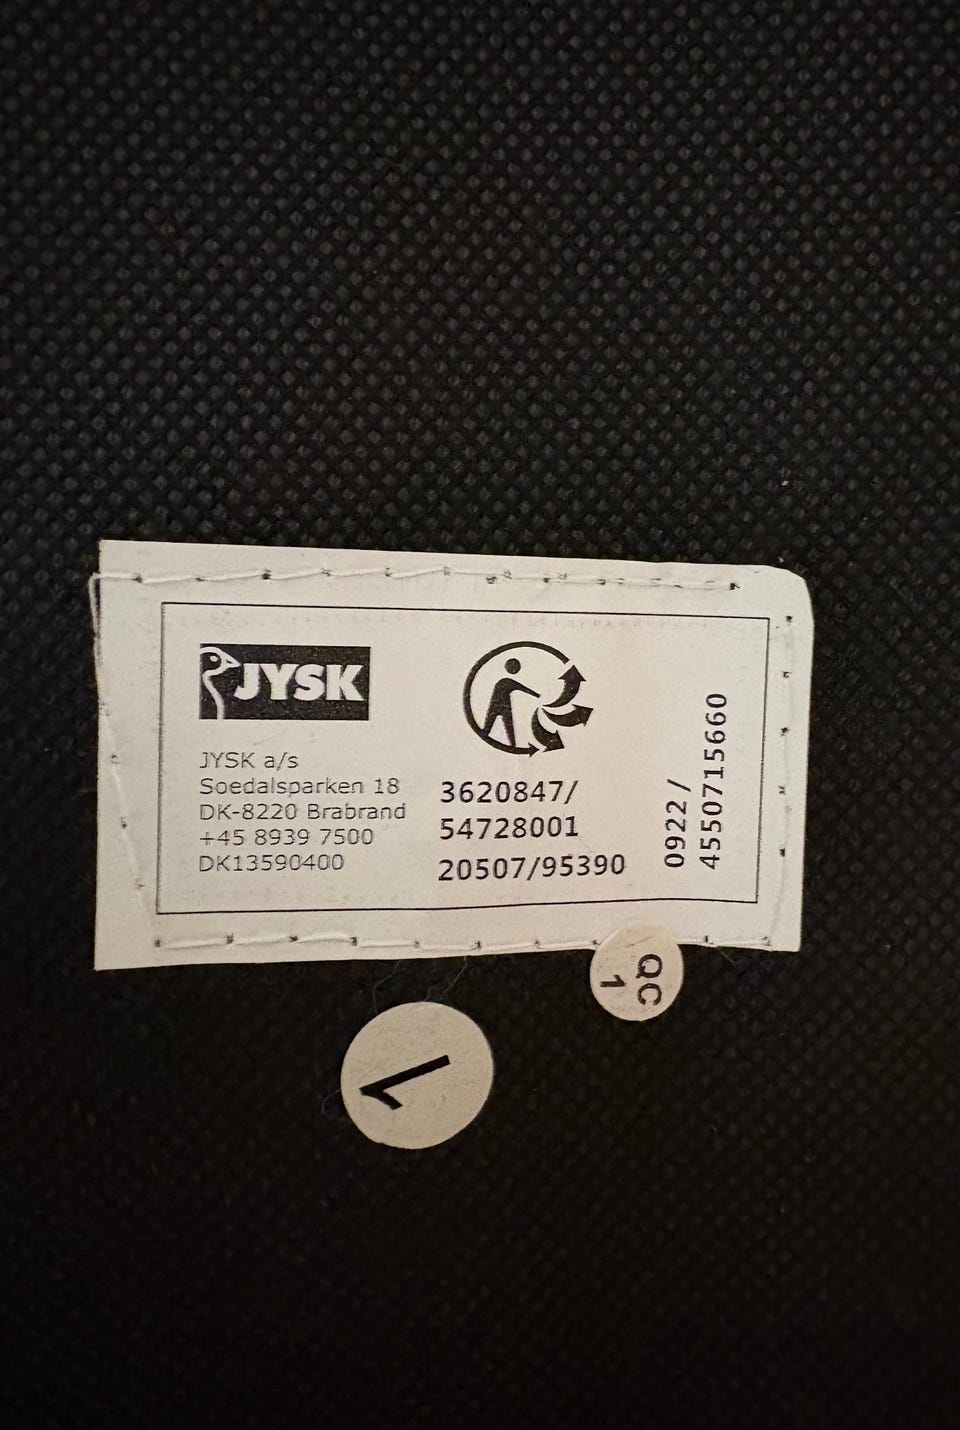 JYSK
JYSK a/s
Soedalsparken 18
DK-8220 Brabrand
+45 8939 7500
DK13590400
3620847/
54728001
20507/95390
0922 /
4550715660
QC
1
1